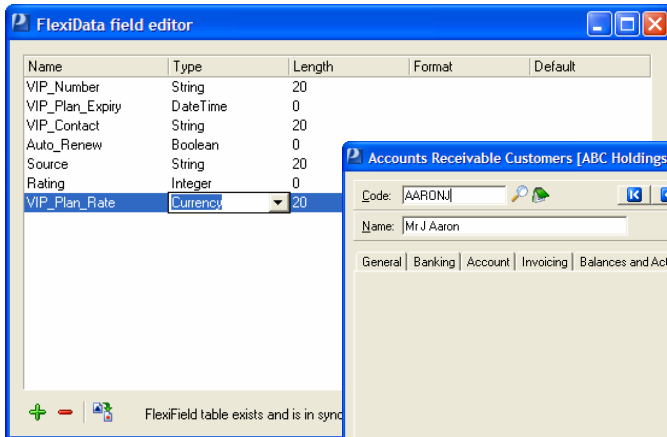 FlexiData field editor
Name Type Length Format Default
VIP_Number String 20
VIP_Plan_Expiry DateTime 0
VIP_Contact String 20
Auto_Renew Boolean 0
Source String 20
Rating Integer 0
VIP_Plan_Rate Currency 20
FlexiField table exists and is in sync
Accounts Receivable Customers [ABC Holdings
Code: AARONJ
Name: Mr J Aaron
General Banking Account Invoicing Balances and Act